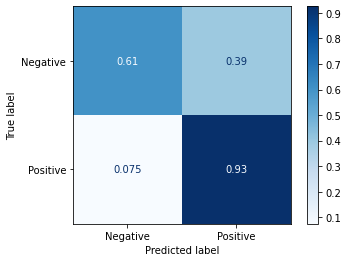 Negative
0.61
0.39
Positive
0.075
0.93
Negative
Positive
True label
Predicted label
0.9
0.8
0.7
0.6
0.5
0.4
0.3
0.2
0.1